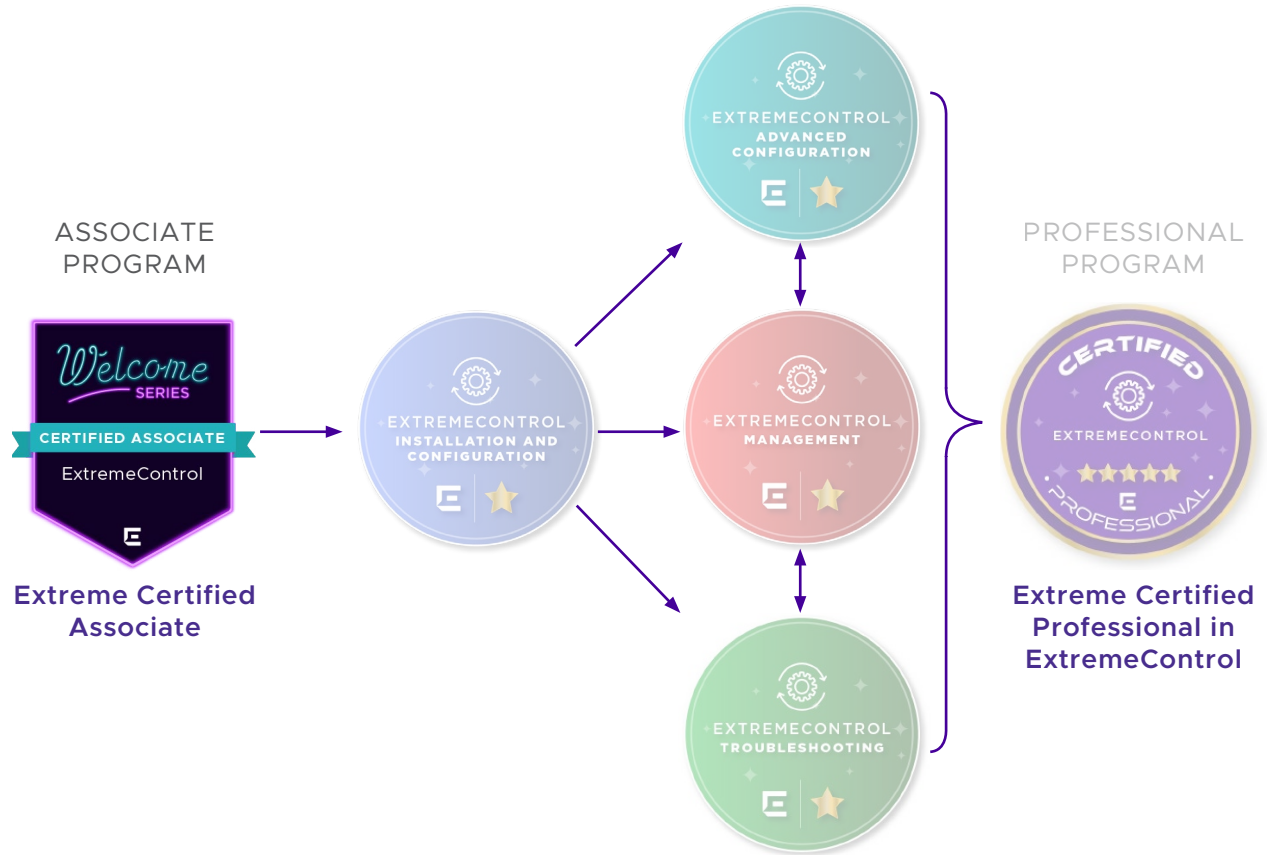 ASSOCIATE
PROGRAM
Welcome
SERIES
CERTIFIED ASSOCIATE
ExtremeControl
Extreme Certified
Associate
EXTREMECONTROL
INSTALLATION AND
CONFIGURATION
EXTREMECONTROL
ADVANCED
CONFIGURATION
EXTREMECONTROL
MANAGEMENT
EXTREMECONTROL
TROUBLESHOOTING
PROFESSIONAL
PROGRAM
CERTIFIED
EXTREMECONTROL
PROFESSIONAL
Extreme Certified
Professional in
ExtremeControl